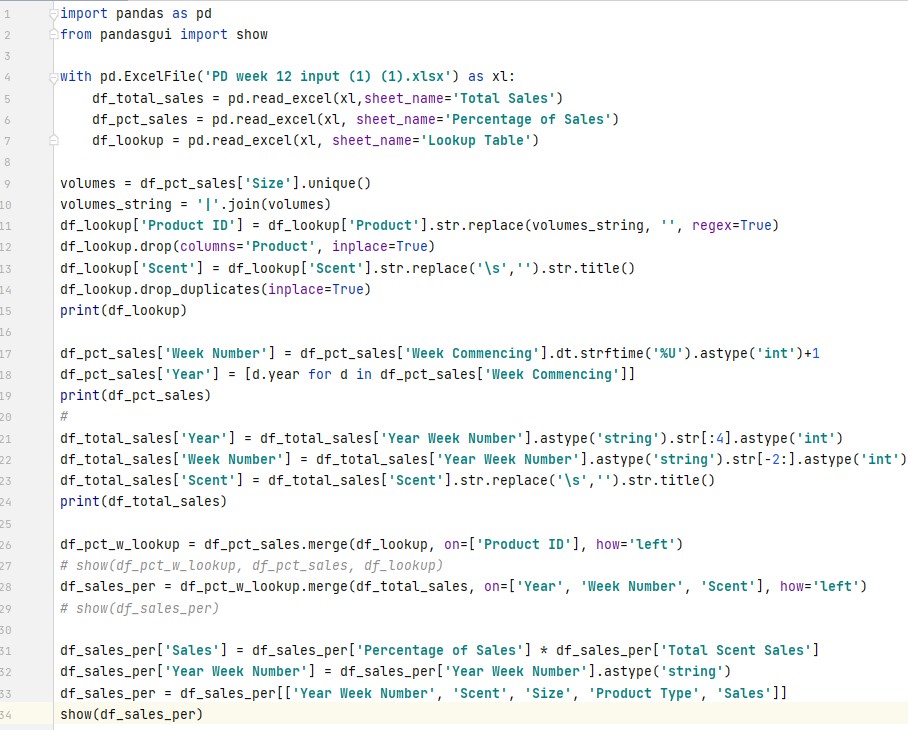 1 import pandas as pd
2 from pandasgui import show
3
4 with pd.ExcelFile('PD week 12 input (1) (1).xlsx') as xl:
5     df_total_sales = pd.read_excel(xl,sheet_name='Total Sales')
6     df_pct_sales = pd.read_excel(xl, sheet_name='Percentage of Sales')
7     df_lookup = pd.read_excel(xl, sheet_name='Lookup Table')
8
9 volumes = df_pct_sales['Size'].unique()
10 volumes_string = '|'.join(volumes)
11 df_lookup['Product ID'] = df_lookup['Product'].str.replace(volumes_string, '', regex=True)
12 df_lookup.drop(columns='Product', inplace=True)
13 df_lookup['Scent'] = df_lookup['Scent'].str.replace('\s','').str.title()
14 df_lookup.drop_duplicates(inplace=True)
15 print(df_lookup)
16
17 df_pct_sales['Week Number'] = df_pct_sales['Week Commencing'].dt.strftime('%U').astype('int')+1
18 df_pct_sales['Year'] = [d.year for d in df_pct_sales['Week Commencing']]
19 print(df_pct_sales)
20 #
21 df_total_sales['Year'] = df_total_sales['Year Week Number'].astype('string').str[:4].astype('int')
22 df_total_sales['Week Number'] = df_total_sales['Year Week Number'].astype('string').str[-2:].astype('int')
23 df_total_sales['Scent'] = df_total_sales['Scent'].str.replace('\s','').str.title()
24 print(df_total_sales)
25
26 df_pct_w_lookup = df_pct_sales.merge(df_lookup, on=['Product ID'], how='left')
27 # show(df_pct_w_lookup, df_pct_sales, df_lookup)
28 df_sales_per = df_pct_w_lookup.merge(df_total_sales, on=['Year', 'Week Number', 'Scent'], how='left')
29 # show(df_sales_per)
30
31 df_sales_per['Sales'] = df_sales_per['Percentage of Sales'] * df_sales_per['Total Scent Sales']
32 df_sales_per['Year Week Number'] = df_sales_per['Year Week Number'].astype('string')
33 df_sales_per = df_sales_per[['Year Week Number', 'Scent', 'Size', 'Product Type', 'Sales']]
34 show(df_sales_per)